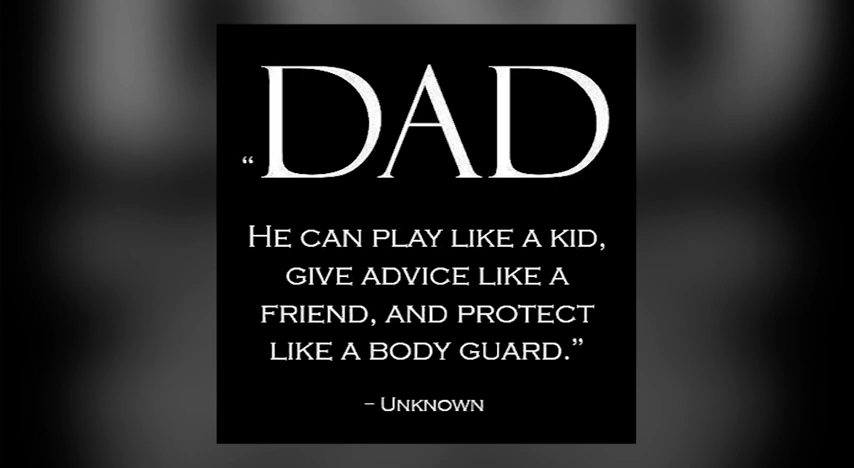 “DAD
HE CAN PLAY LIKE A KID,
GIVE ADVICE LIKE A
FRIEND, AND PROTECT
LIKE A BODY GUARD.”
– UNKNOWN